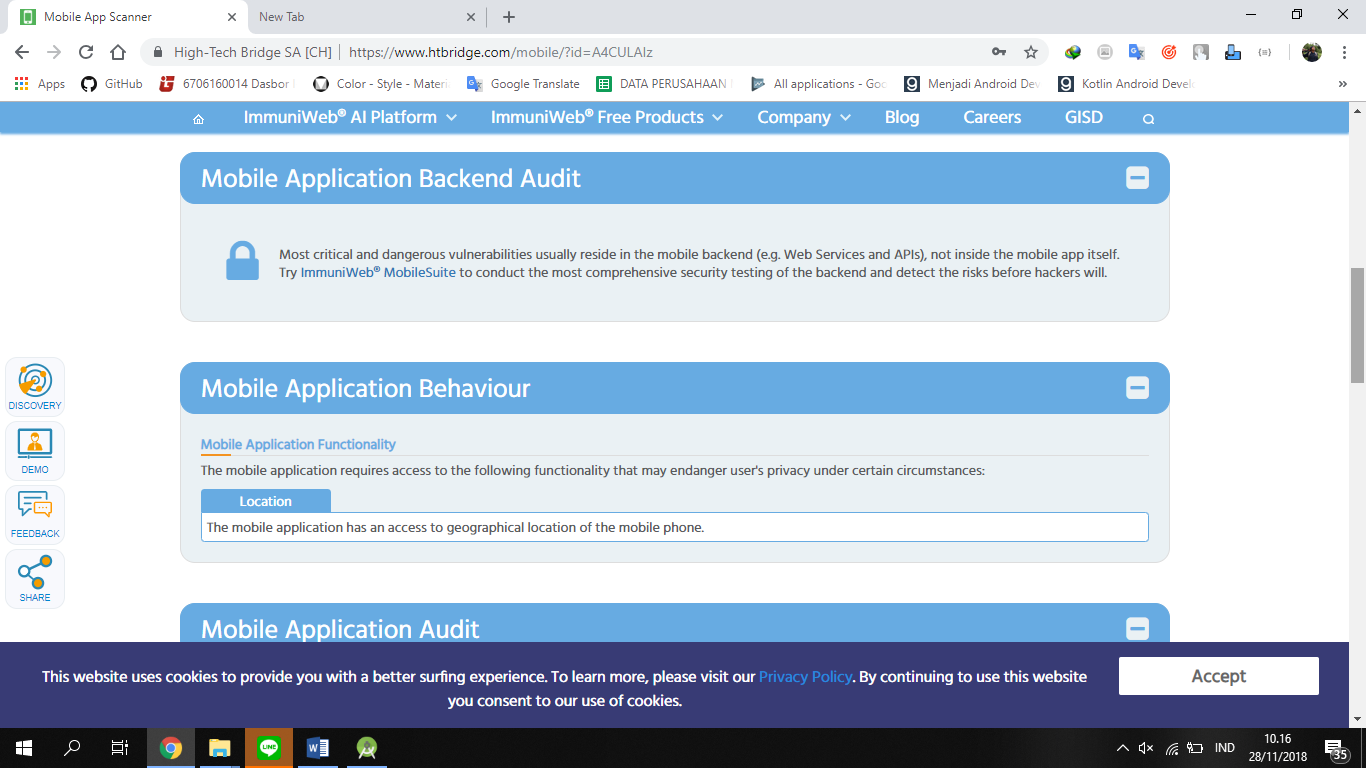 Mobile App Scanner
New Tab
High-Tech Bridge SA [CH]
https://www.htbridge.com/mobile/?id=A4CULAIz
Apps
GitHub
6706160014 Dasbor
Color - Style - Materi
Google Translate
DATA PERUSAHAAN
All applications - Goo
Menjadi Android Dev
Kotlin Android Devel
ImmuniWeb® AI Platform
ImmuniWeb® Free Products
Company
Blog
Careers
GISD
Mobile Application Backend Audit
Most critical and dangerous vulnerabilities usually reside in the mobile backend (e.g. Web Services and APIs), not inside the mobile app itself.
Try ImmuniWeb® MobileSuite to conduct the most comprehensive security testing of the backend and detect the risks before hackers will.
DISCOVERY
DEMO
FEEDBACK
SHARE
Mobile Application Behaviour
Mobile Application Functionality
The mobile application requires access to the following functionality that may endanger user's privacy under certain circumstances:
Location
The mobile application has an access to geographical location of the mobile phone.
Mobile Application Audit
This website uses cookies to provide you with a better surfing experience. To learn more, please visit our Privacy Policy. By continuing to use this website
you consent to our use of cookies.
Accept
LINE
IND
10.16
28/11/2018
35